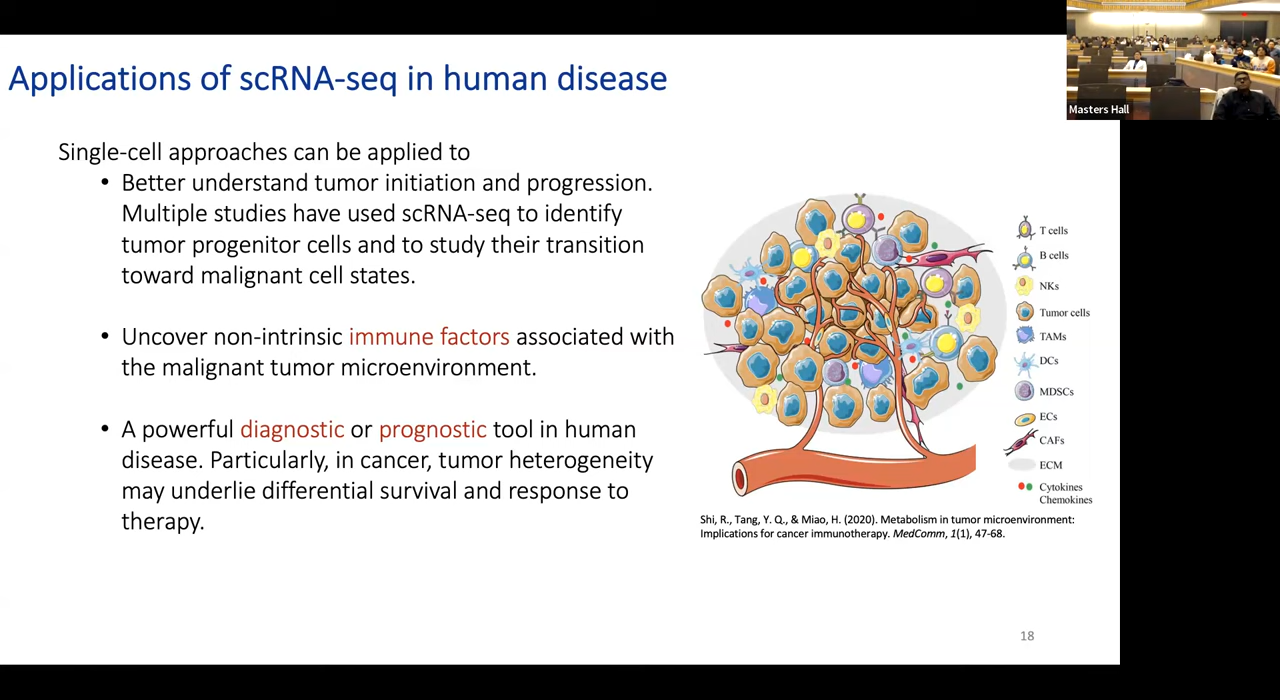 Applications of scRNA-seq in human disease
Masters Hall
Single-cell approaches can be applied to
• Better understand tumor initiation and progression.
Multiple studies have used scRNA-seq to identify
tumor progenitor cells and to study their transition
toward malignant cell states.
• Uncover non-intrinsic immune factors associated with
the malignant tumor microenvironment.
• A powerful diagnostic or prognostic tool in human
disease. Particularly, in cancer, tumor heterogeneity
may underlie differential survival and response to
therapy.
T cells
B cells
NKs
Tumor cells
TAMs
DCs
MDSCs
ECs
CAFs
ECM
Cytokines
Chemokines
Shi, R., Tang, Y. Q., & Miao, H. (2020). Metabolism in tumor microenvironment:
Implications for cancer immunotherapy. MedComm, 1(1), 47-68.
18